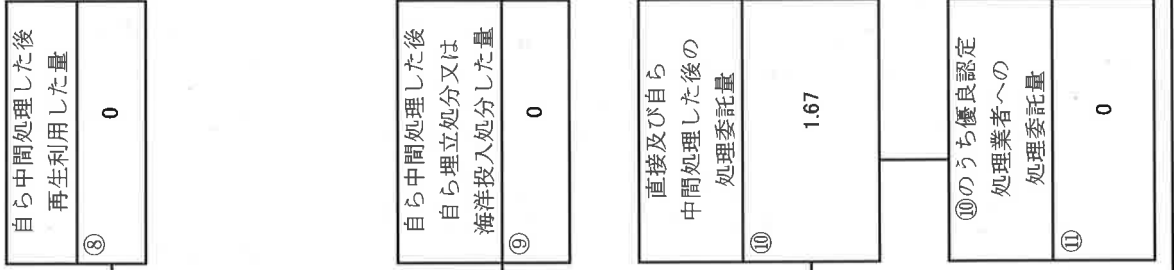 自ら中間処理した後
再生利用した量
⑧
0
自ら中間処理した後
自ら埋立処分又は
海洋投入処分した量
⑨
0
直接及び自ら
中間処理した後の
処理委託量
⑩
1.67
⑩のうち優良認定
処理業者への
処理委託量
⑪
0